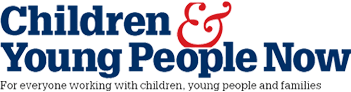 Children &
Young People Now
For everyone working with children, young people and families